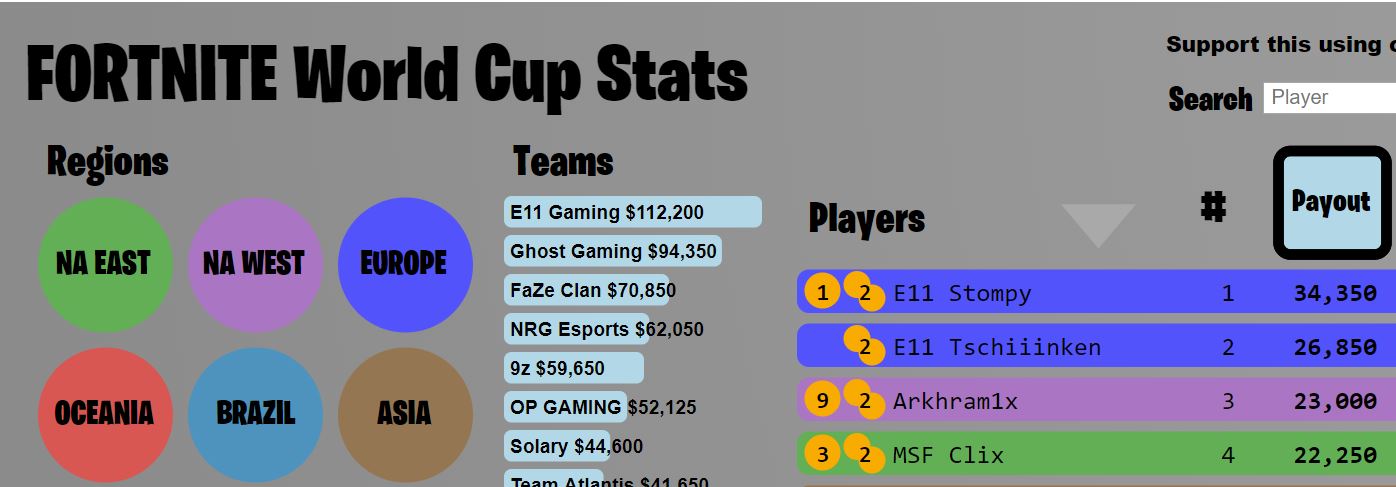 FORTNITE World Cup Stats
Support this using
Search Player
Regions
NA EAST NA WEST EUROPE
OCEANIA BRAZIL ASIA
Teams
E11 Gaming $112,200
Ghost Gaming $94,350
FaZe Clan $70,850
NRG Esports $62,050
9z $59,650
OP GAMING $52,125
Solary $44,600
Team Atlantis $41,650
Players # Payout
1 2 E11 Stompy 1 34,350
2 E11 Tschiiinken 2 26,850
9 2 Arkhram1x 3 23,000
3 2 MSF Clix 4 22,250